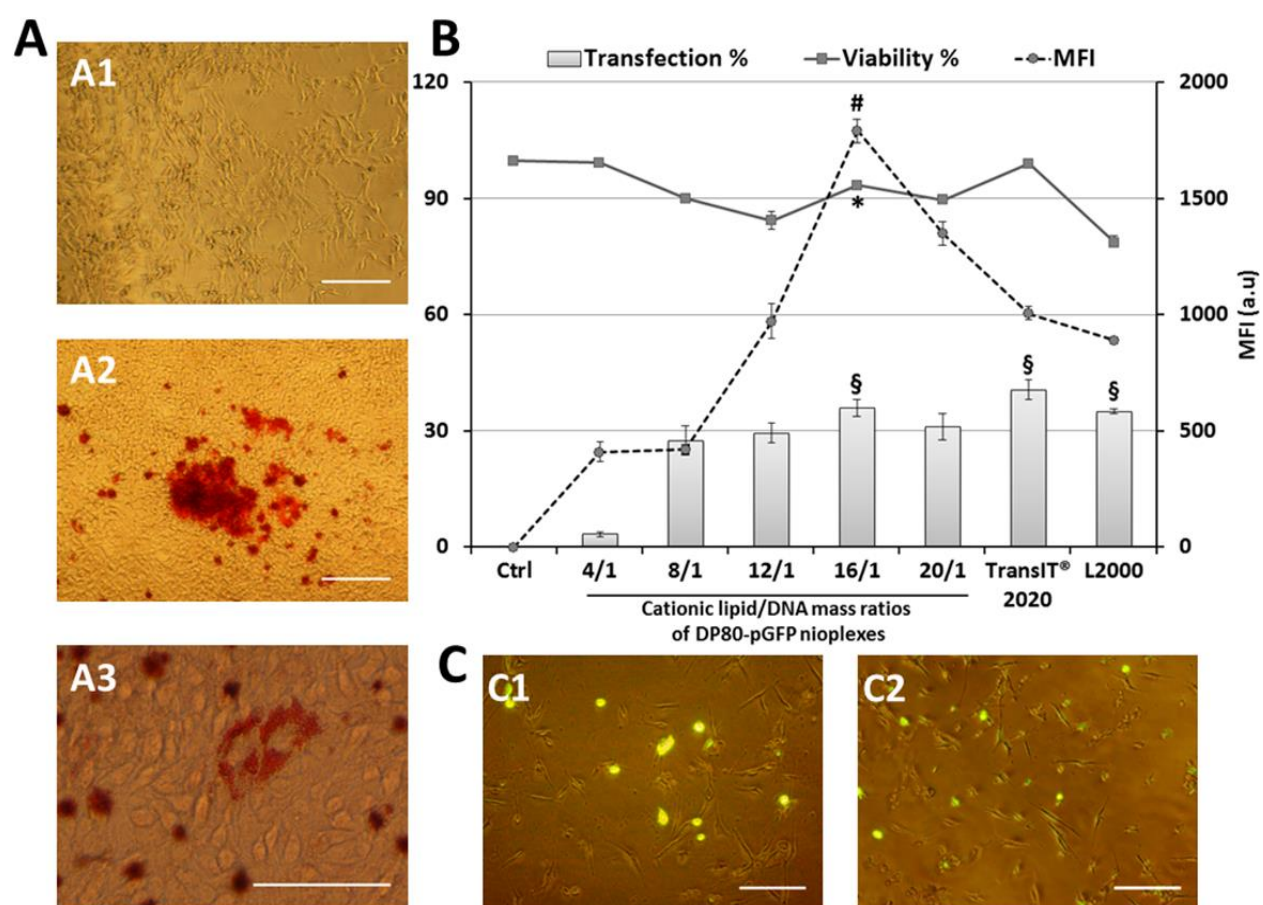 A
A1
A2
A3
B
Transfection % Viability % MFI
120
90
60
30
0
2000
1500
1000
500
0
MFI (a.u)
#
*
§
§
§
Ctrl 4/1 8/1 12/1 16/1 20/1 TransIT® L2000
2020
Cationic lipid/DNA mass ratios
of DP80-pGFP nioplexes
C
C1
C2